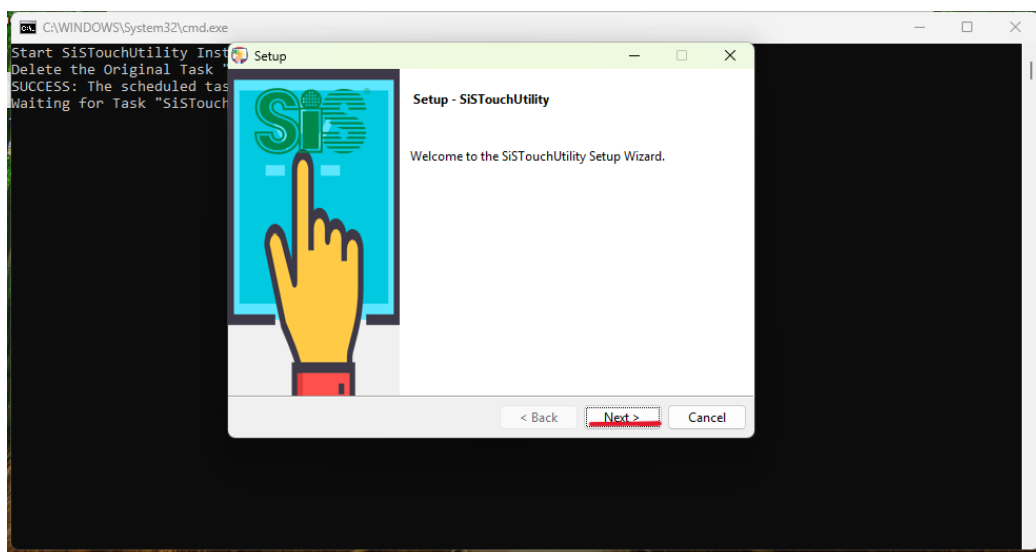 C:\WINDOWS\System32\cmd.exe
Start SiSTouchUtility Inst
Delete the Original Task "
SUCCESS: The scheduled tas
Waiting for Task "SiSTouch
Setup
SiS
Setup - SiSTouchUtility
Welcome to the SiSTouchUtility Setup Wizard.
< Back Next > Cancel